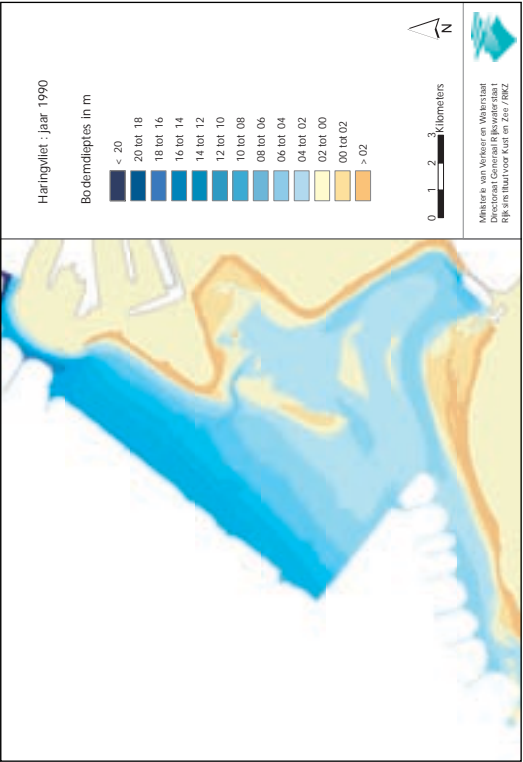 Haringvliet : jaar 1990
Bodemdieptes in m
< 20
20 tot 18
18 tot 16
16 tot 14
14 tot 12
12 tot 10
10 tot 08
08 tot 06
06 tot 04
04 tot 02
02 tot 00
00 tot 02
> 02
N
0 1 2 3 Kilometers
Ministerie van Verkeer en Waterstaat
Directoraat Generaal Rijkswaterstaat
Rijksinstituut voor Kust en Zee / RIKZ